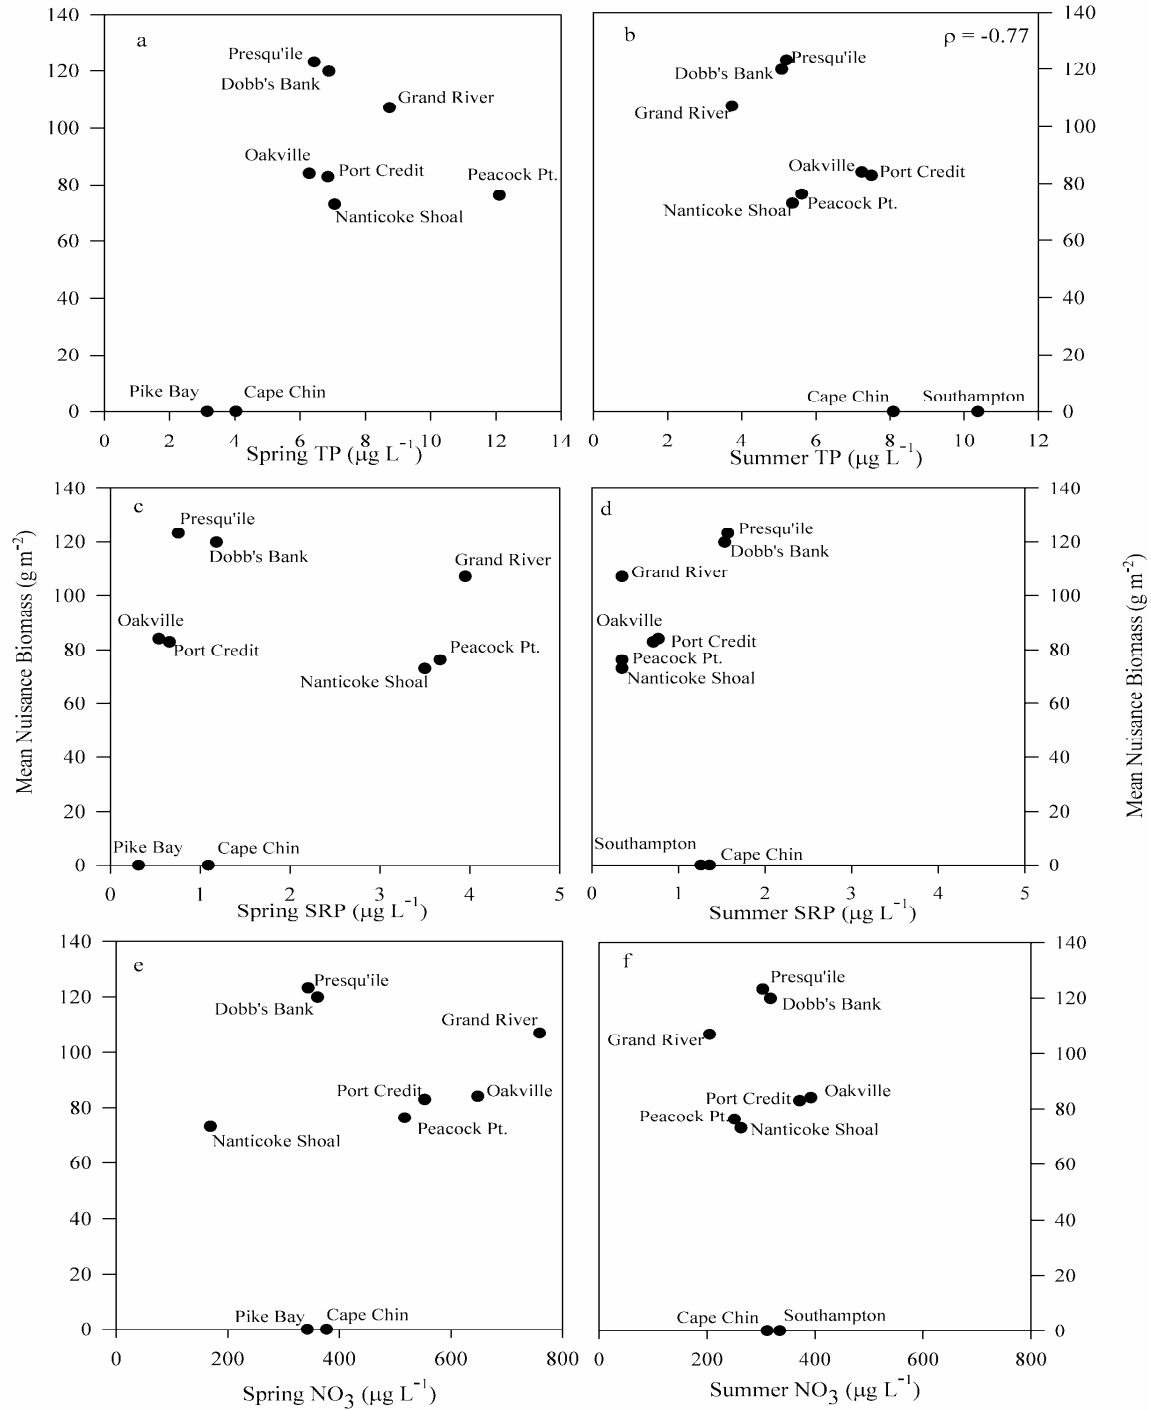 a
140
120
100
80
60
40
20
0
Presqu'ile
Dobb's Bank
Grand River
Oakville
Port Credit
Peacock Pt.
Nanticoke Shoal
Pike Bay
Cape Chin
0 2 4 6 8 10 12 14
Spring TP (µg L⁻¹)
b
ρ = -0.77
140
120
100
80
60
40
20
0
Presqu'ile
Dobb's Bank
Grand River
Oakville
Port Credit
Nanticoke Shoal
Peacock Pt.
Cape Chin
Southampton
0 2 4 6 8 10 12
Summer TP (µg L⁻¹)
Mean Nuisance Biomass (g m⁻²)
c
140
120
100
80
60
40
20
0
Presqu'ile
Dobb's Bank
Grand River
Oakville
Port Credit
Peacock Pt.
Nanticoke Shoal
Pike Bay
Cape Chin
0 1 2 3 4 5
Spring SRP (µg L⁻¹)
d
140
120
100
80
60
40
20
0
Presqu'ile
Dobb's Bank
Grand River
Oakville
Port Credit
Peacock Pt.
Nanticoke Shoal
Southampton
Cape Chin
0 1 2 3 4 5
Summer SRP (µg L⁻¹)
Mean Nuisance Biomass (g m⁻²)
e
140
120
100
80
60
40
20
0
Presqu'ile
Dobb's Bank
Grand River
Port Credit
Oakville
Peacock Pt.
Nanticoke Shoal
Pike Bay
Cape Chin
0 200 400 600 800
Spring NO₃ (µg L⁻¹)
f
140
120
100
80
60
40
20
0
Presqu'ile
Dobb's Bank
Grand River
Port Credit
Oakville
Peacock Pt.
Nanticoke Shoal
Cape Chin
Southampton
0 200 400 600 800
Summer NO₃ (µg L⁻¹)